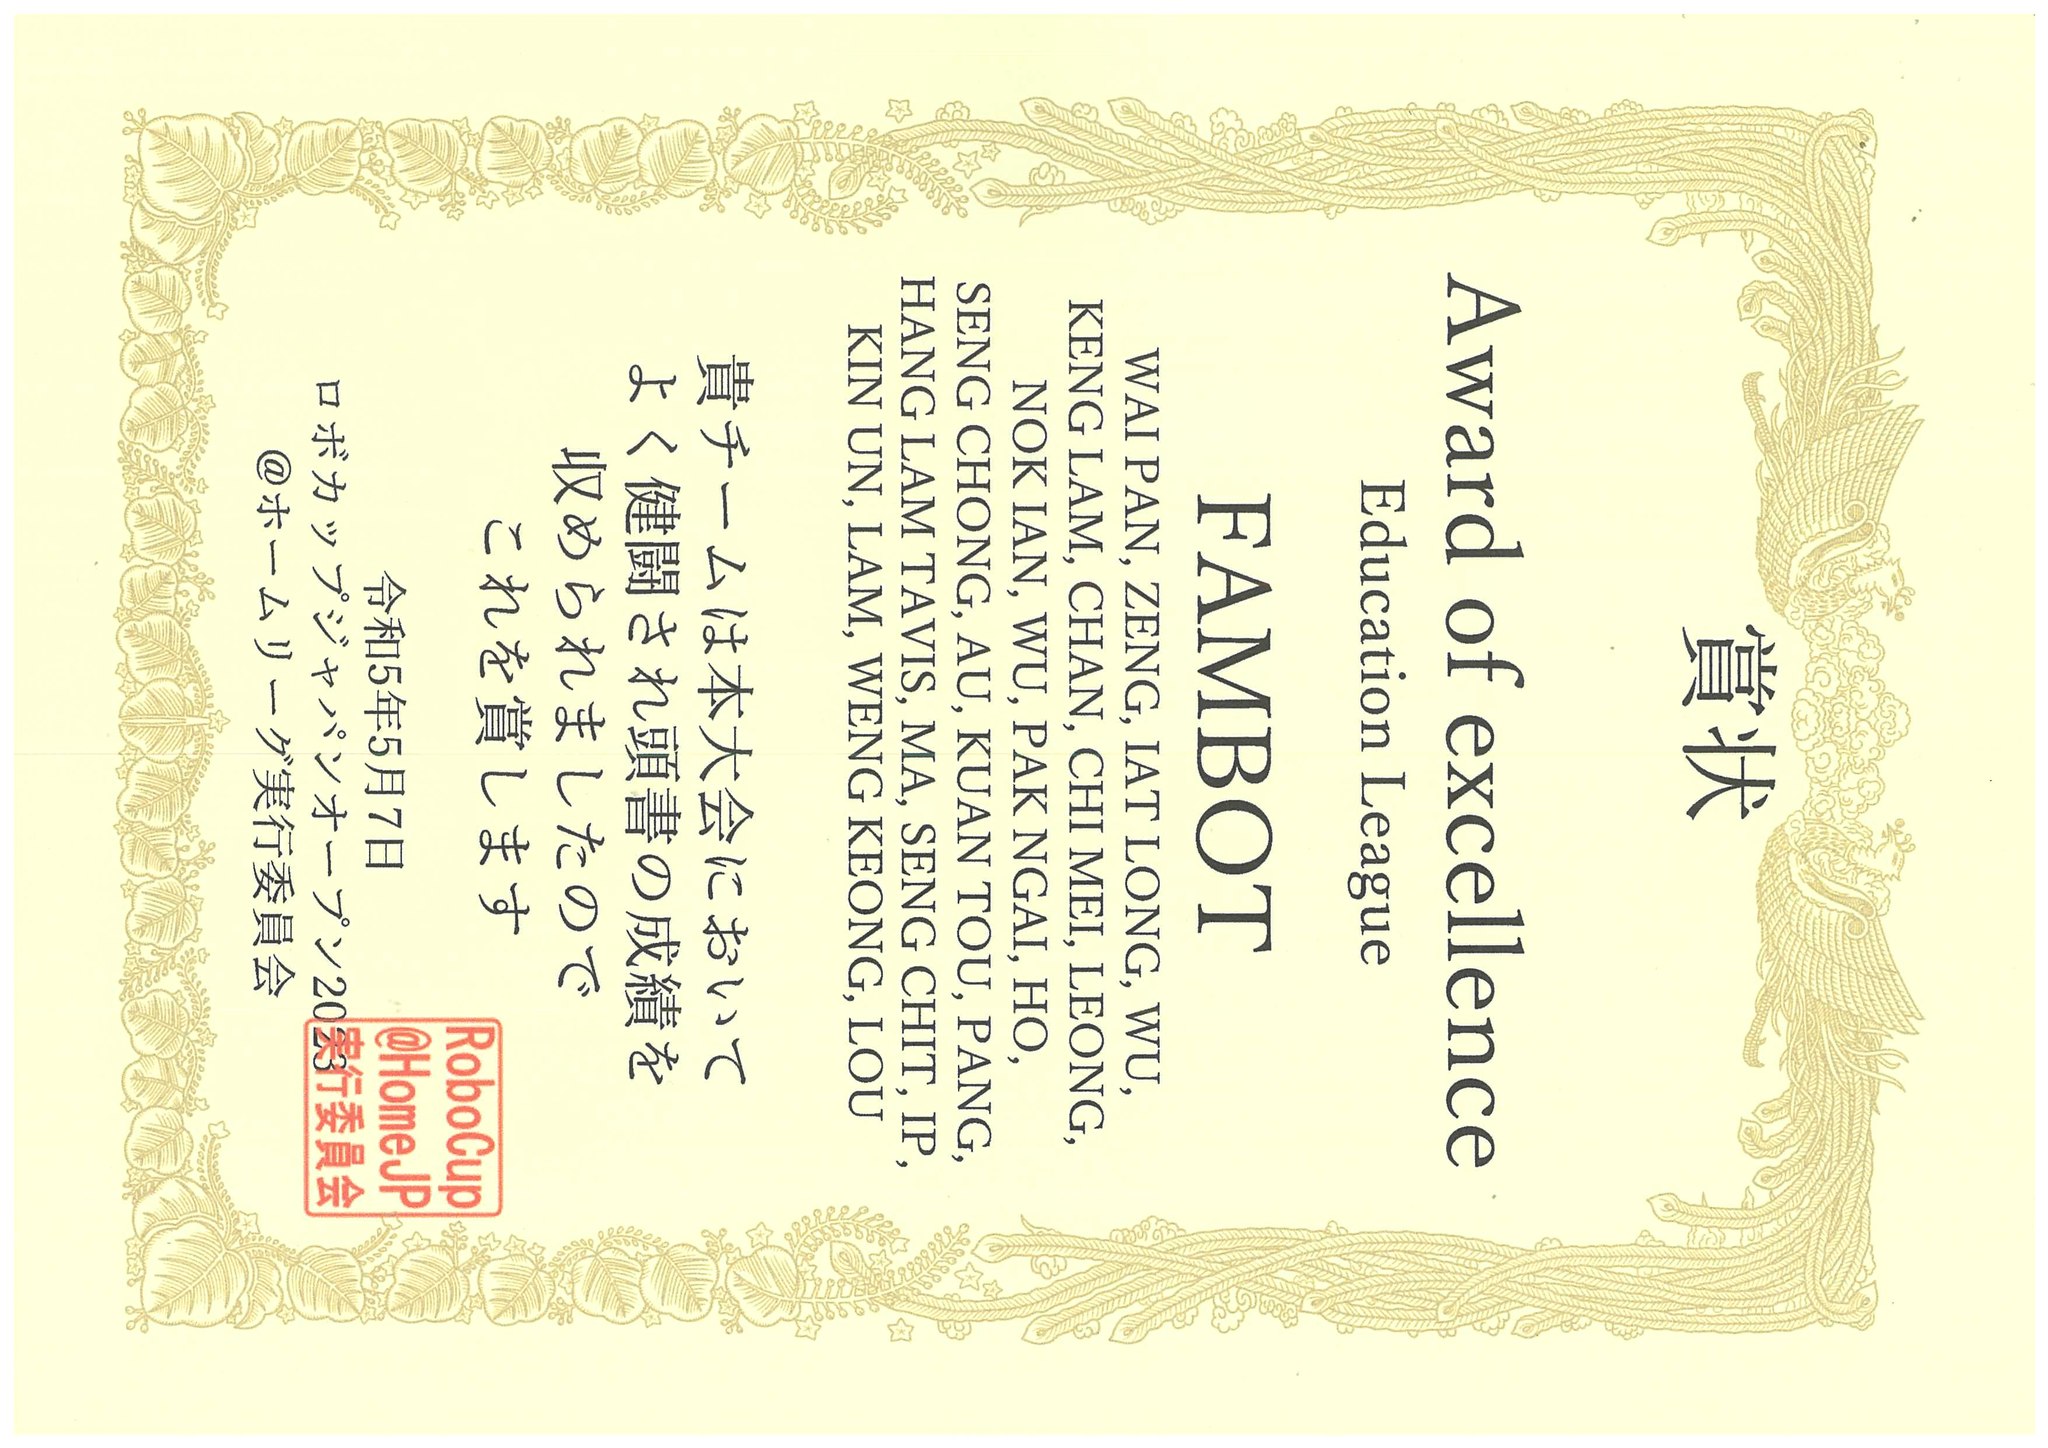 賞状
Award of excellence
Education League
FAMBOT
WAI PAN, ZENG, IAT LONG, WU,
KENG LAM, CHAN, CHI MEI, LEONG,
NOK IAN, WU, PAK NGAI, HO,
SENG CHONG, AU, KUAN TOU, PANG,
HANG LAM TAVIS, MA, SENG CHIT, IP,
KIN UN, LAM, WENG KEONG, LOU
貴チームは本大会において
よく健闘され頭書の成績を
収められましたので
これを賞します
令和5年5月7日
ロボカップジャパンオープン2023
@ホームリーグ実行委員会
RoboCup
@HomeJP
実行委員会